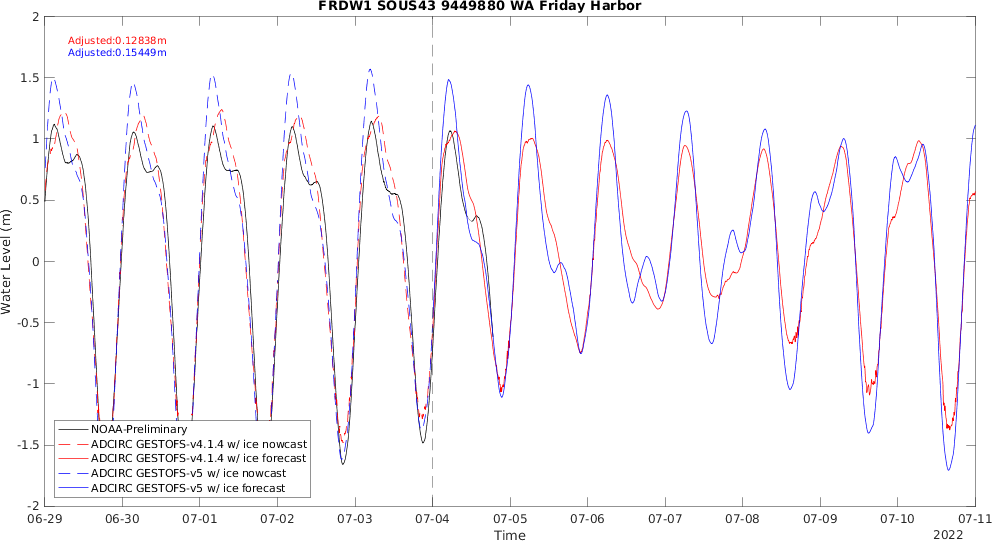 FRDW1 SOUS43 9449880 WA Friday Harbor
Adjusted:0.12838m
Adjusted:0.15449m
2
1.5
1
0.5
0
-0.5
-1
-1.5
-2
Water Level (m)
NOAA-Preliminary
ADCIRC GESTOFS-v4.1.4 w/ ice nowcast
ADCIRC GESTOFS-v4.1.4 w/ ice forecast
ADCIRC GESTOFS-v5 w/ ice nowcast
ADCIRC GESTOFS-v5 w/ ice forecast
06-29 06-30 07-01 07-02 07-03 07-04 07-05 07-06 07-07 07-08 07-09 07-10 07-11
Time
2022